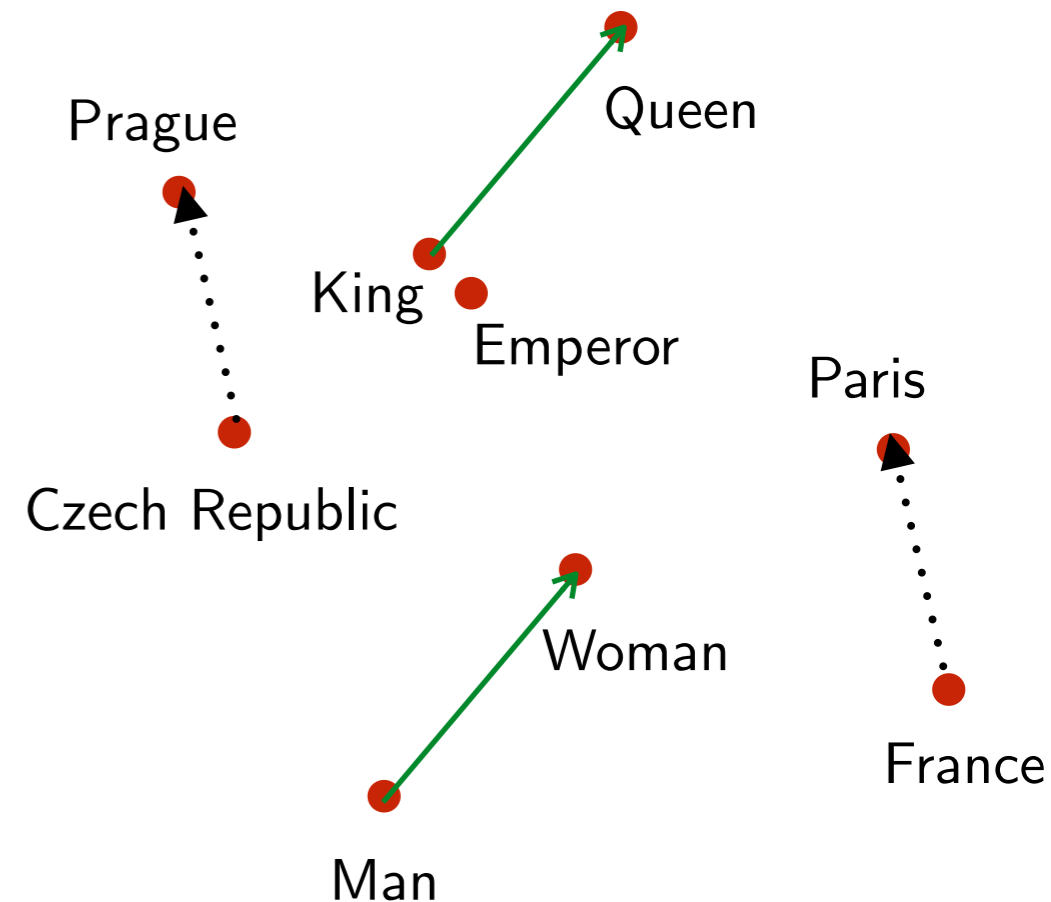 Queen
Prague
King
Emperor
Paris
Czech Republic
Woman
France
Man